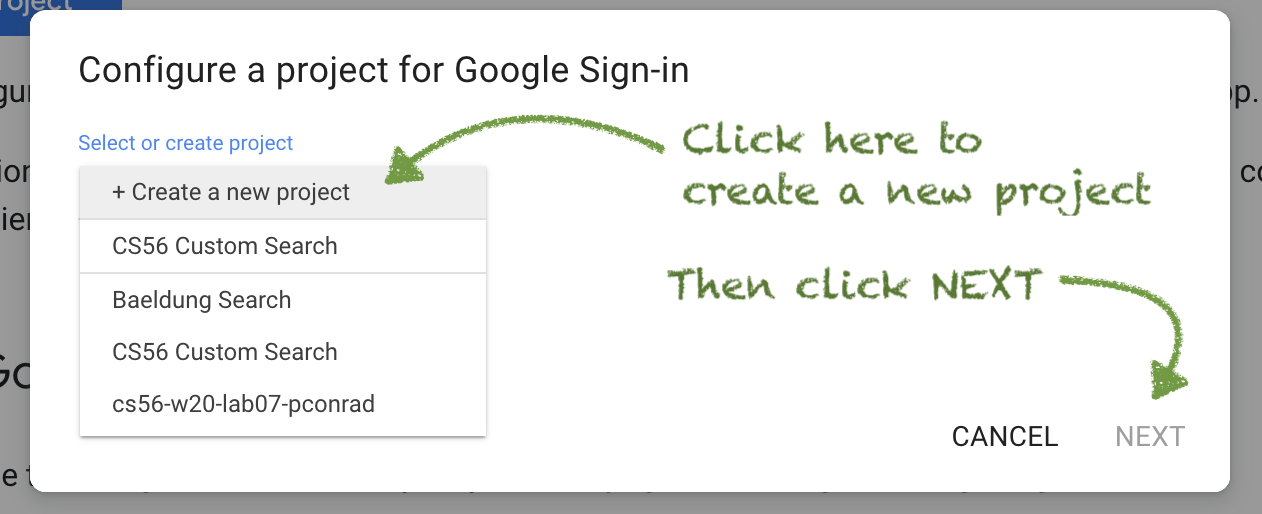 Configure a project for Google Sign-in
Select or create project
+ Create a new project
CS56 Custom Search
Baeldung Search
CS56 Custom Search
cs56-w20-lab07-pconrad
Click here to
create a new project
Then click NEXT
CANCEL
NEXT